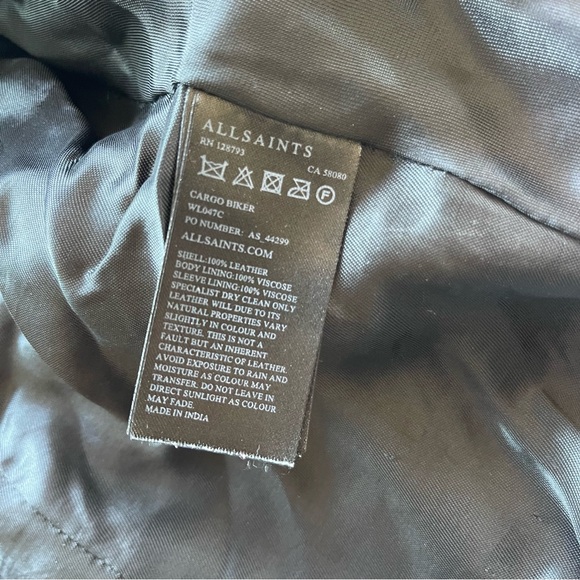 ALLSAINTS
RN 128793 CA 58080
F
CARGO BIKER
WL047C
PO NUMBER: AS_44299
ALLSAINTS.COM
SHELL:100% LEATHER
BODY LINING:100% VISCOSE
SLEEVE LINING:100% VISCOSE
SPECIALIST DRY CLEAN ONLY
LEATHER WILL DUE TO ITS
NATURAL PROPERTIES VARY
SLIGHTLY IN COLOUR AND
TEXTURE. THIS IS NOT A
FAULT BUT AN INHERENT
CHARACTERISTIC OF LEATHER.
AVOID EXPOSURE TO RAIN AND
MOISTURE AS COLOUR MAY
TRANSFER. DO NOT LEAVE IN
DIRECT SUNLIGHT AS COLOUR
MAY FADE.
MADE IN INDIA